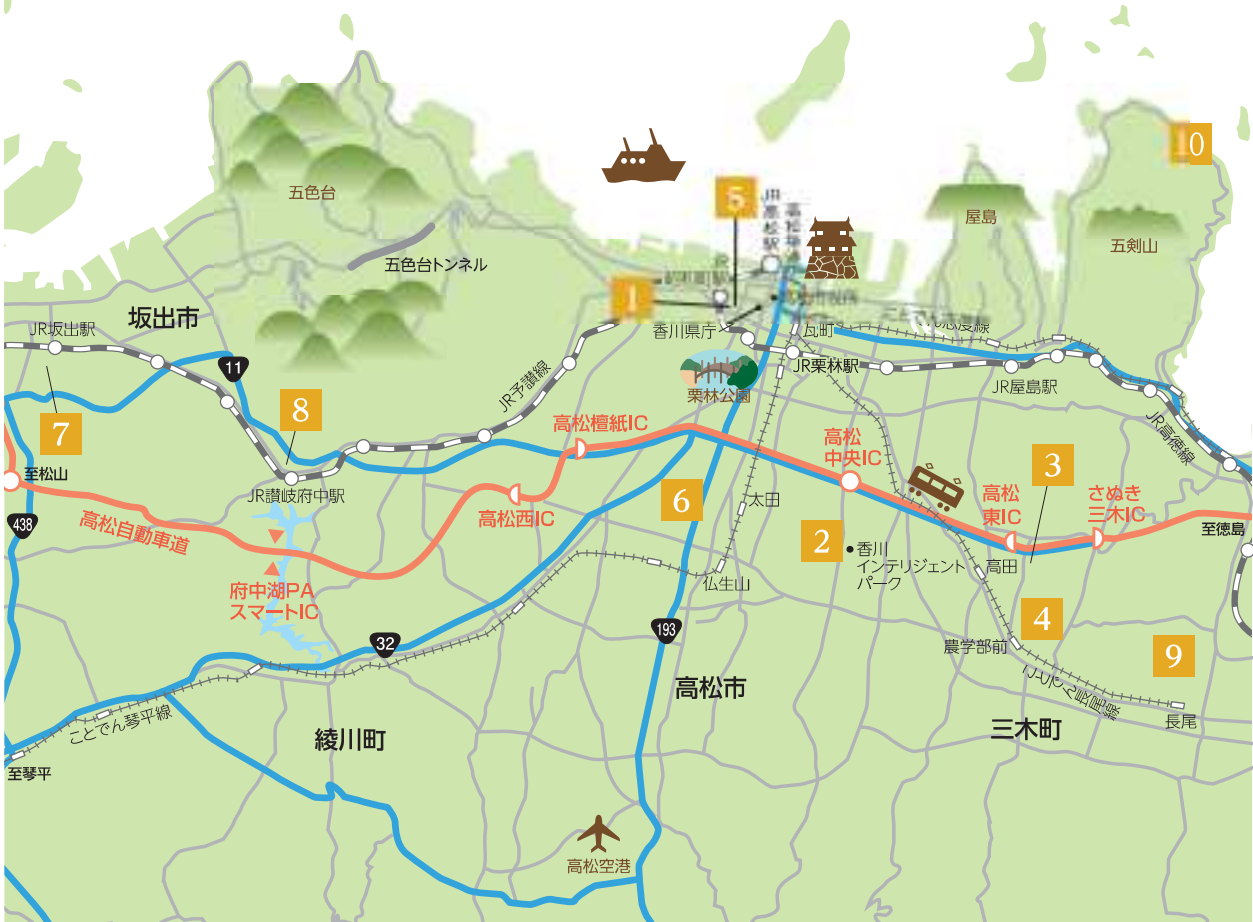 10
五色台
5
JR高松駅
屋島
五剣山
五色台トンネル
1
坂出市
JR坂出駅
香川県庁
瓦町
11
JR予讃線
JR栗林駅
JR屋島駅
栗林公園
JR高徳線
7
8
高松檀紙IC
高松
中央IC
3
至松山
JR讃岐府中駅
高松西IC
6
太田
高松
東IC
さぬき
三木IC
至徳島
438
高松自動車道
2
香川
インテリジェント
パーク
高田
府中湖PA
スマートIC
仏生山
4
32
193
農学部前
9
高松市
ことでん琴平線
ことでん長尾線
長尾
綾川町
三木町
至琴平
高松空港